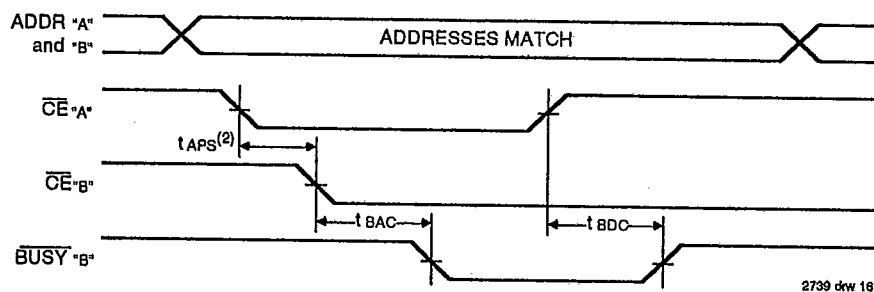 ADDR "A"
and "B"
ADDRESSES MATCH
CE "A"
tAPS(2)
CE "B"
tBAC
tBDC
BUSY "B"
2739 drw 16